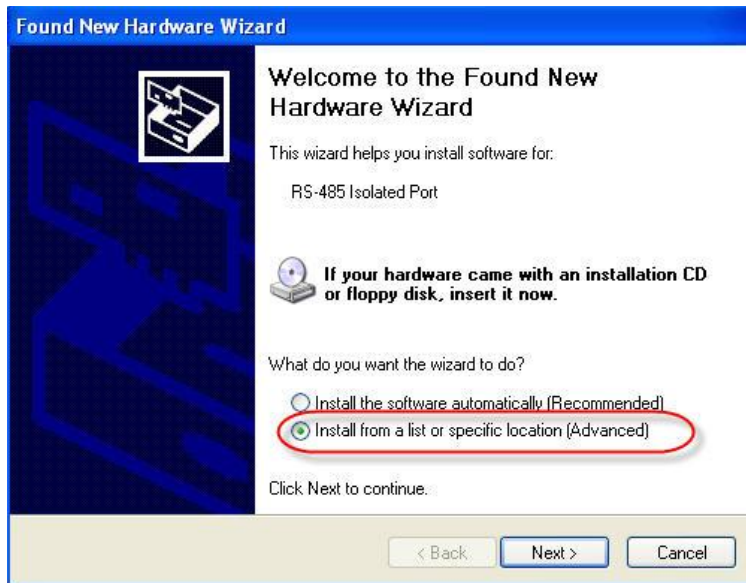 Found New Hardware Wizard
Welcome to the Found New
Hardware Wizard
This wizard helps you install software for:
RS-485 Isolated Port
If your hardware came with an installation CD
or floppy disk, insert it now.
What do you want the wizard to do?
Install the software automatically (Recommended)
Install from a list or specific location (Advanced)
Click Next to continue.
< Back
Next >
Cancel